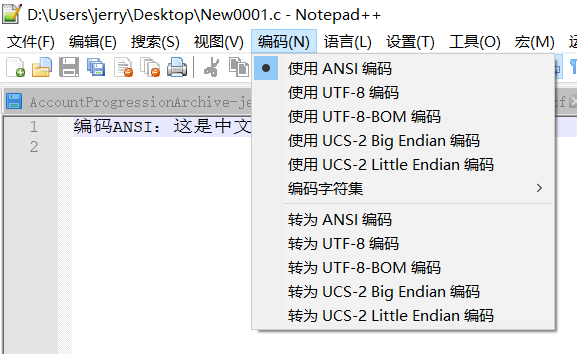 D:\Users\jerry\Desktop\New0001.c - Notepad++
文件(F) 编辑(E) 搜索(S) 视图(V) 编码(N) 语言(L) 设置(T) 工具(O) 宏(M)
AccountProgressionArchive-je
1 编码ANSI: 这是中文
2
使用 ANSI 编码
使用 UTF-8 编码
使用 UTF-8-BOM 编码
使用 UCS-2 Big Endian 编码
使用 UCS-2 Little Endian 编码
编码字符集
转为 ANSI 编码
转为 UTF-8 编码
转为 UTF-8-BOM 编码
转为 UCS-2 Big Endian 编码
转为 UCS-2 Little Endian 编码